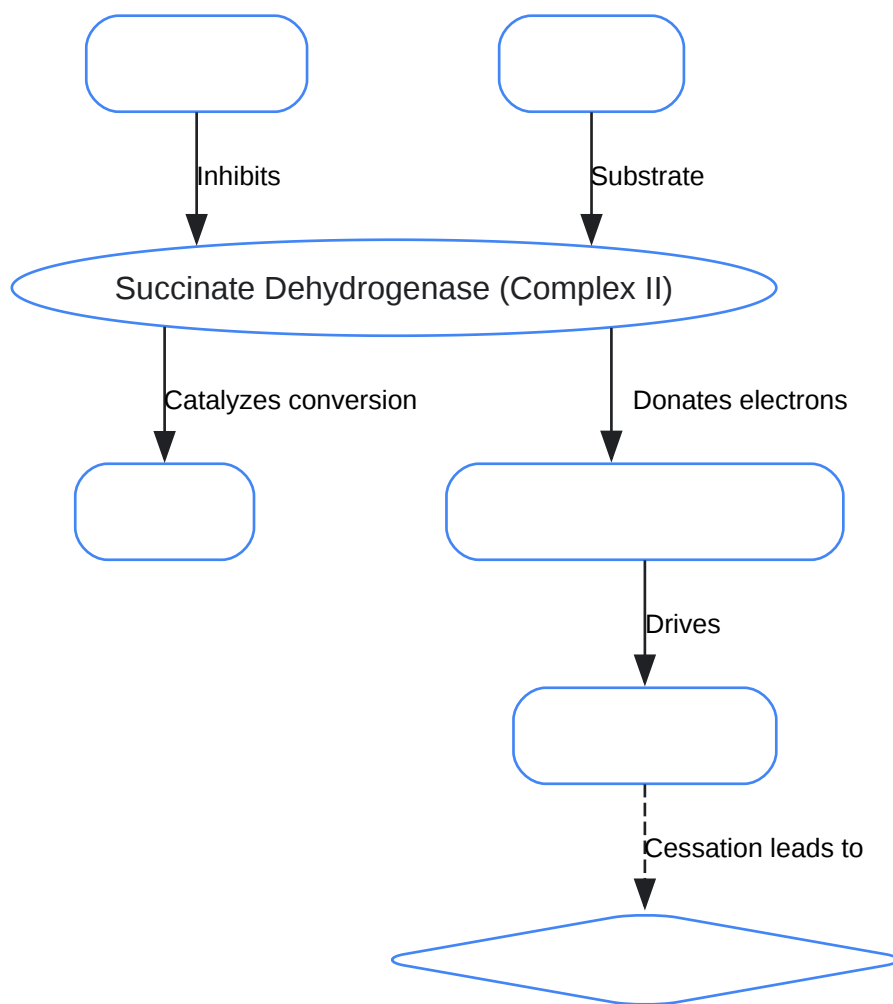 Inhibits
Substrate
Succinate Dehydrogenase (Complex II)
Catalyzes conversion
Donates electrons
Drives
Cessation leads to